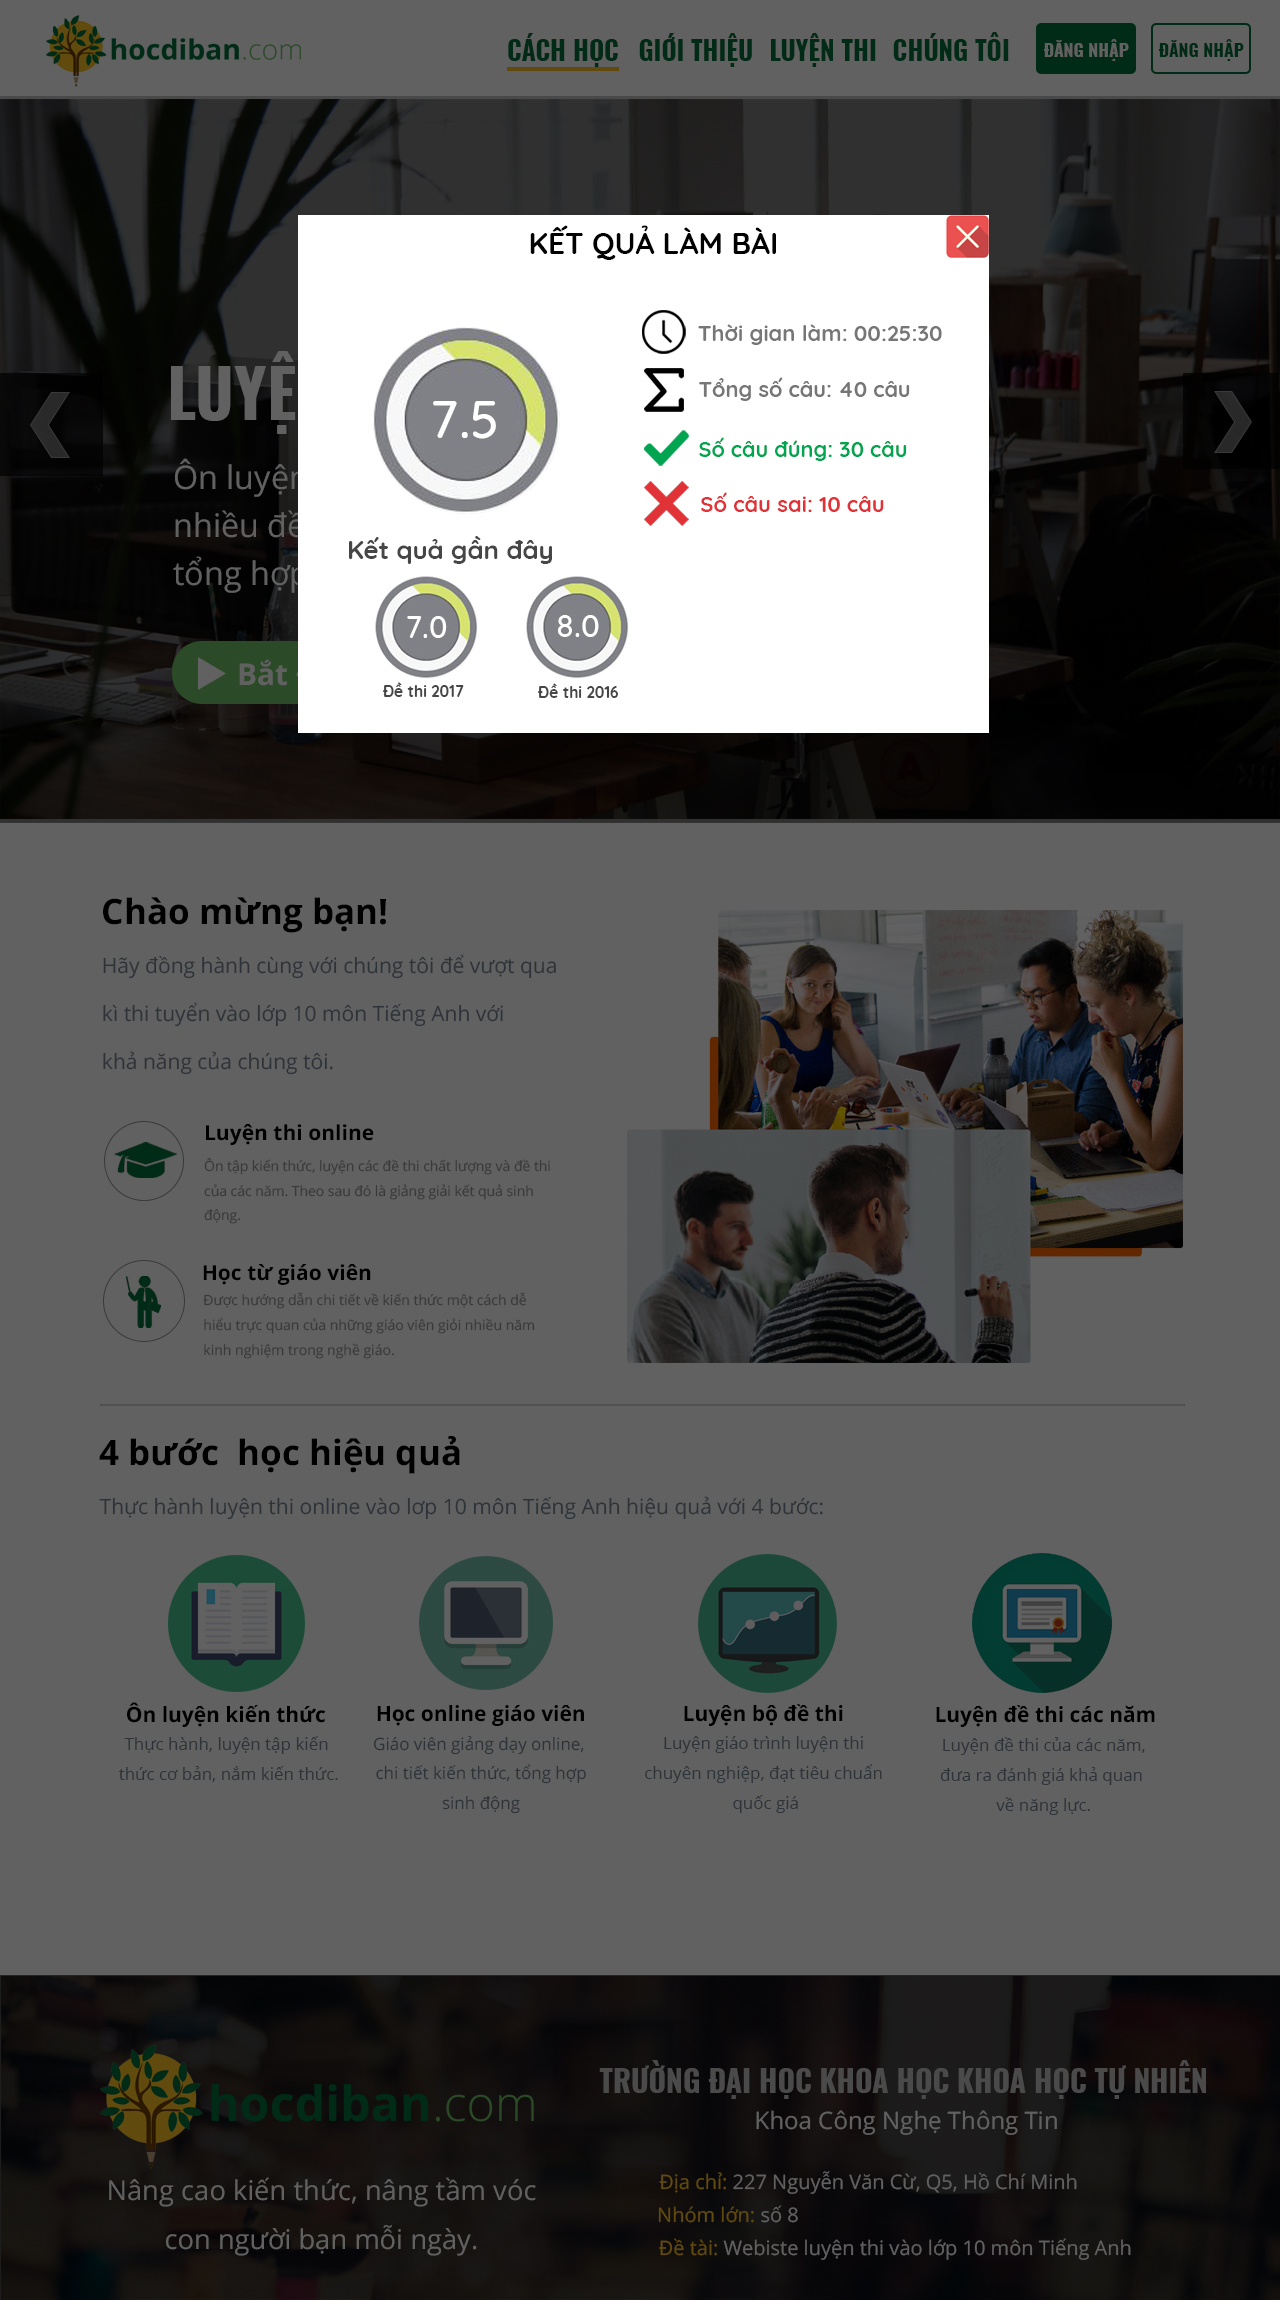 hocdiban.com
CÁCH HỌC GIỚI THIỆU LUYỆN THI CHÚNG TÔI ĐĂNG NHẬP ĐĂNG NHẬP
KẾT QUẢ LÀM BÀI
7.5
Thời gian làm: 00:25:30
Tổng số câu: 40 câu
Số câu đúng: 30 câu
Số câu sai: 10 câu
Kết quả gần đây
7.0 8.0
Đề thi 2017 Đề thi 2016
Ôn
nhiều
tổng
Bắt
Chào mừng bạn!
Hãy đồng hành cùng với chúng tôi để vượt qua
kì thi tuyển vào lớp 10 môn Tiếng Anh với
khả năng của chúng tôi.
Luyện thi online
Ôn tập kiến thức, luyện các đề thi chất lượng và đề thi
của các năm. Theo sau đó là giảng giải kết quả sinh
động.
Học từ giáo viên
Được hướng dẫn chi tiết về kiến thức một cách dễ
hiểu trực quan của những giáo viên giỏi nhiều năm
kinh nghiệm trong nghề giáo.
4 bước học hiệu quả
Thực hành luyện thi online vào lơp 10 môn Tiếng Anh hiệu quả với 4 bước:
Ôn luyện kiến thức
Thực hành, luyện tập kiến
thức cơ bản, nắm kiến thức.
Học online giáo viên
Giáo viên giảng dạy online,
chi tiết kiến thức, tổng hợp
sinh động
Luyện bộ đề thi
Luyện giáo trình luyện thi
chuyên nghiệp, đạt tiêu chuẩn
quốc giá
Luyện đề thi các năm
Luyện đề thi của các năm,
đưa ra đánh giá khả quan
về năng lực.
hocdiban.com
Nâng cao kiến thức, nâng tầm vóc
con người bạn mỗi ngày.
TRƯỜNG ĐẠI HỌC KHOA HỌC KHOA HỌC TỰ NHIÊN
Khoa Công Nghệ Thông Tin
Địa chỉ: 227 Nguyễn Văn Cừ, Q5, Hồ Chí Minh
Nhóm lớn: số 8
Đề tài: Webiste luyện thi vào lớp 10 môn Tiếng Anh